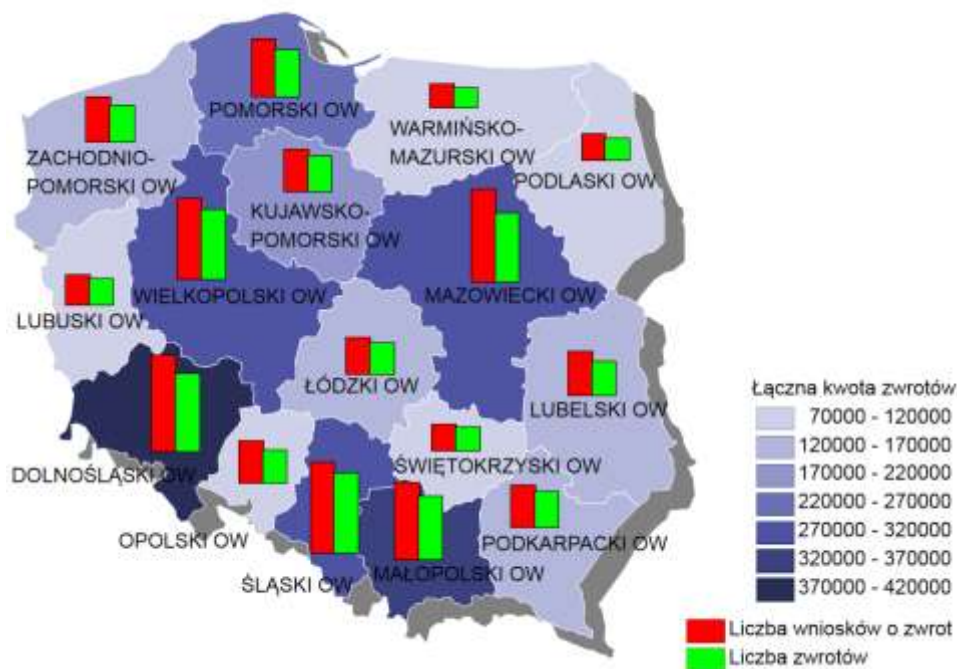 POMORSKI OW
WARMIŃSKO-
MAZURSKI OW
ZACHODNIO-
POMORSKI OW
PODLASKI OW
KUJAWSKO-
POMORSKI OW
WIELKOPOLSKI OW
MAZOWIECKI OW
LUBUSKI OW
ŁÓDZKI OW
LUBELSKI OW
DOLNOŚLĄSKI OW
ŚWIĘTOKRZYSKI OW
OPOLSKI OW
PODKARPACKI OW
ŚLĄSKI OW
MAŁOPOLSKI OW
Łączna kwota zwrotów
70000 - 120000
120000 - 170000
170000 - 220000
220000 - 270000
270000 - 320000
320000 - 370000
370000 - 420000
Liczba wniosków o zwrot
Liczba zwrotów